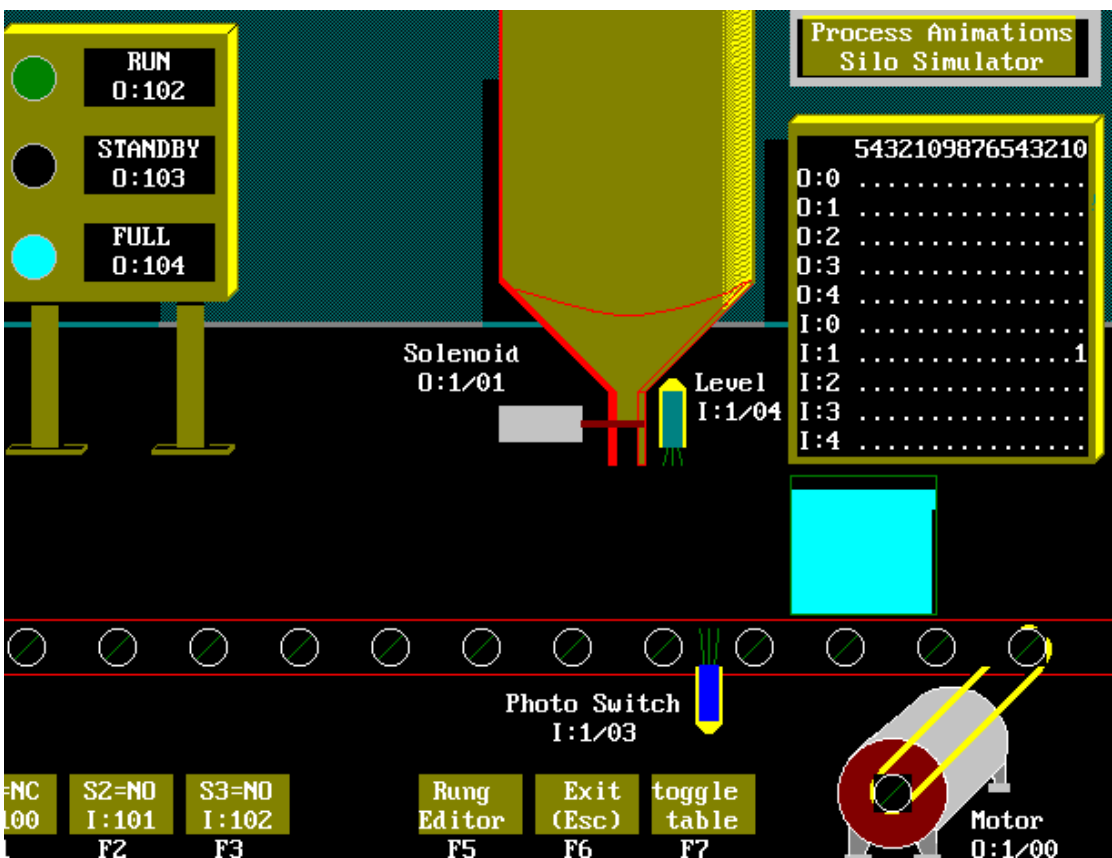 RUN
O:102
STANDBY
O:103
FULL
O:104
Process Animations
Silo Simulator
5432109876543210
O:0 ................
O:1 ................
O:2 ................
O:3 ................
O:4 ................
I:0 ................
I:1 ...............1
I:2 ................
I:3 ................
I:4 ................
Solenoid
O:1/01
Level
I:1/04
Photo Switch
I:1/03
=NC
100
S2=NO
I:101
F2
S3=NO
I:102
F3
Rung
Editor
F5
Exit
(Esc)
F6
toggle
table
F7
Motor
O:1/00